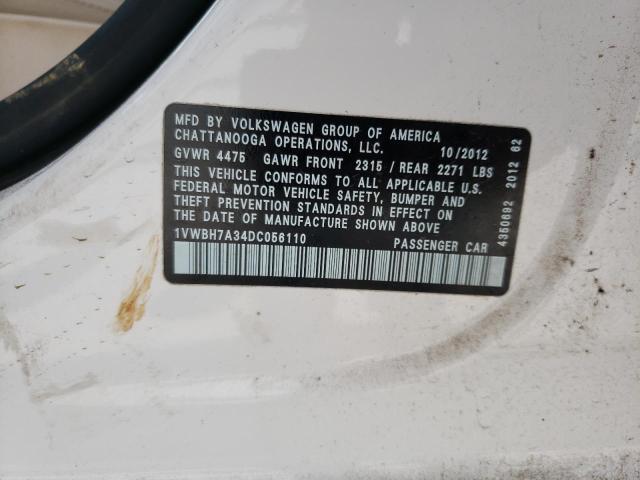 MFD BY VOLKSWAGEN GROUP OF AMERICA
CHATTANOOGA OPERATIONS, LLC. 10/2012
GVWR 4475 GAWR FRONT 2315 / REAR 2271 LBS
THIS VEHICLE CONFORMS TO ALL APPLICABLE U.S.
FEDERAL MOTOR VEHICLE SAFETY, BUMPER AND
THEFT PREVENTION STANDARDS IN EFFECT ON
THE DATE OF MANUFACTURE SHOWN ABOVE
1VWBH7A34DC056110 PASSENGER CAR
4350692 2012 62